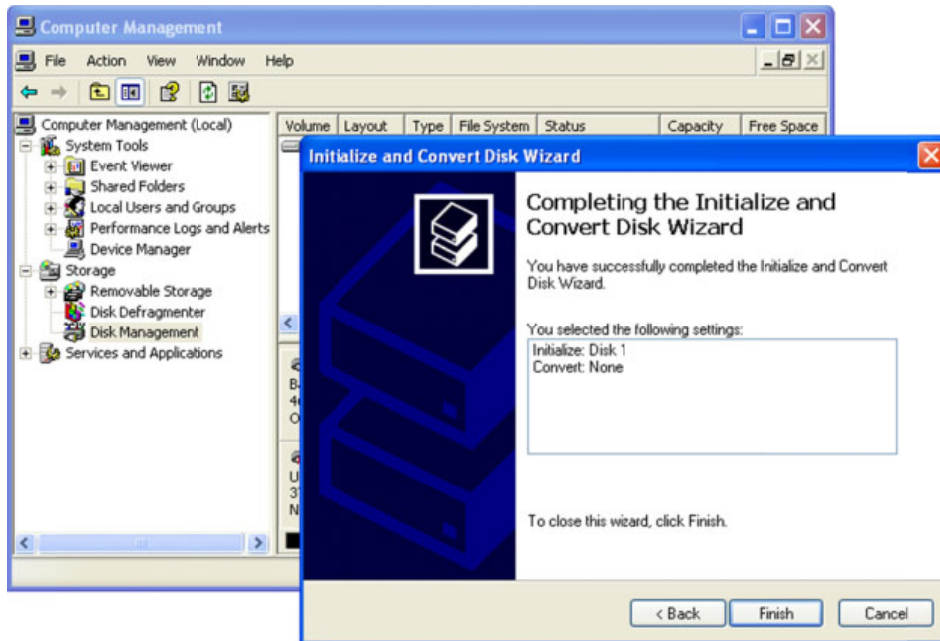 Computer Management
File Action View Window Help
Computer Management (Local)
System Tools
Event Viewer
Shared Folders
Local Users and Groups
Performance Logs and Alerts
Device Manager
Storage
Removable Storage
Disk Defragmenter
Disk Management
Services and Applications
Volume Layout Type File System Status Capacity Free Space
Initialize and Convert Disk Wizard
Completing the Initialize and
Convert Disk Wizard
You have successfully completed the Initialize and Convert
Disk Wizard.
You selected the following settings:
Initialize: Disk 1
Convert: None
To close this wizard, click Finish.
< Back Finish Cancel